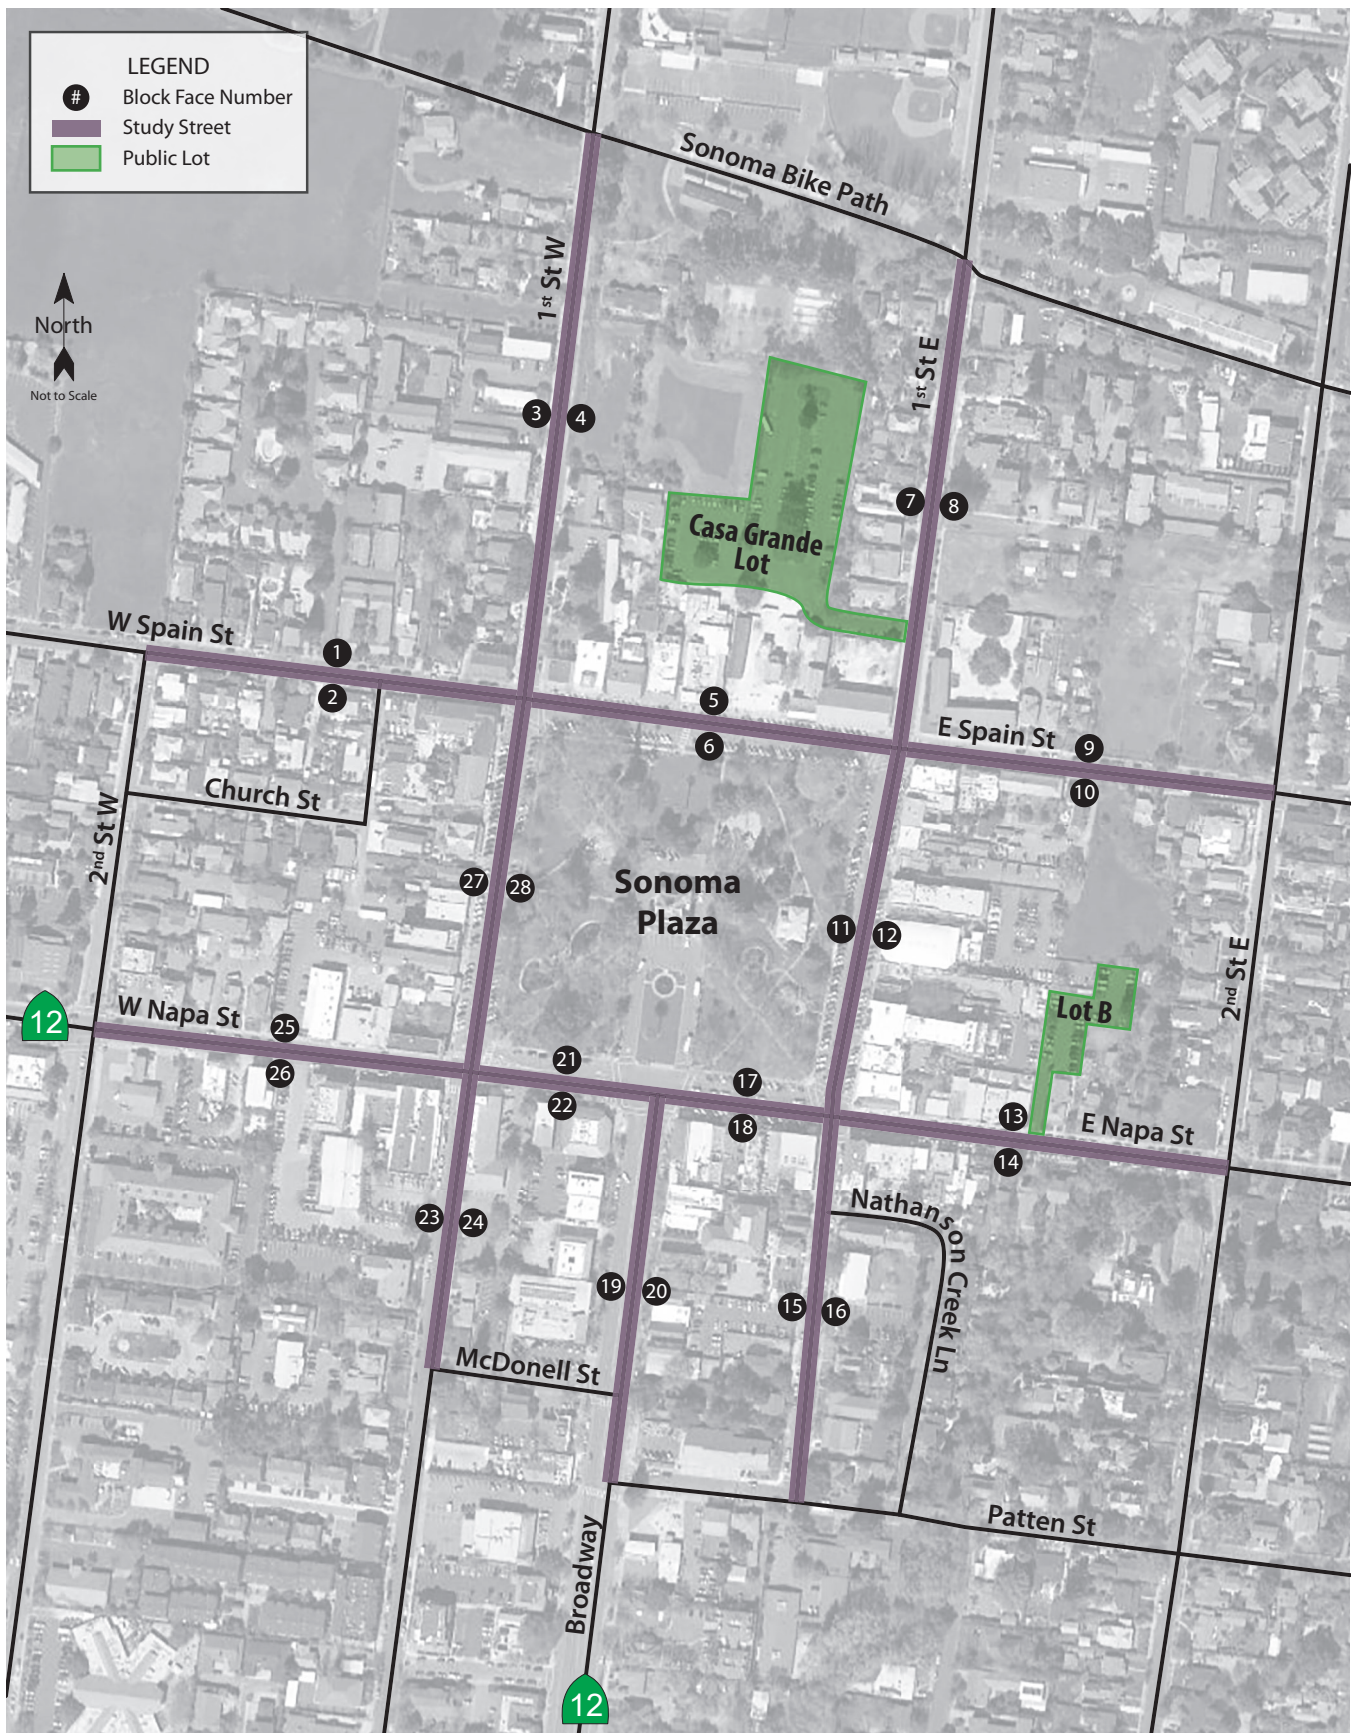 LEGEND
# Block Face Number
Study Street
Public Lot
Sonoma Bike Path
1st St W
North
Not to Scale
1st St E
3
4
7
8
Casa Grande
Lot
W Spain St
1
2
5
6
E Spain St
9
10
Church St
2nd St W
27
28
Sonoma
Plaza
11
12
2nd St E
Lot B
12
W Napa St
25
26
21
22
17
18
13
14
E Napa St
23
24
19
20
15
16
Nathanson Creek Ln
McDonell St
Patten St
Broadway
12